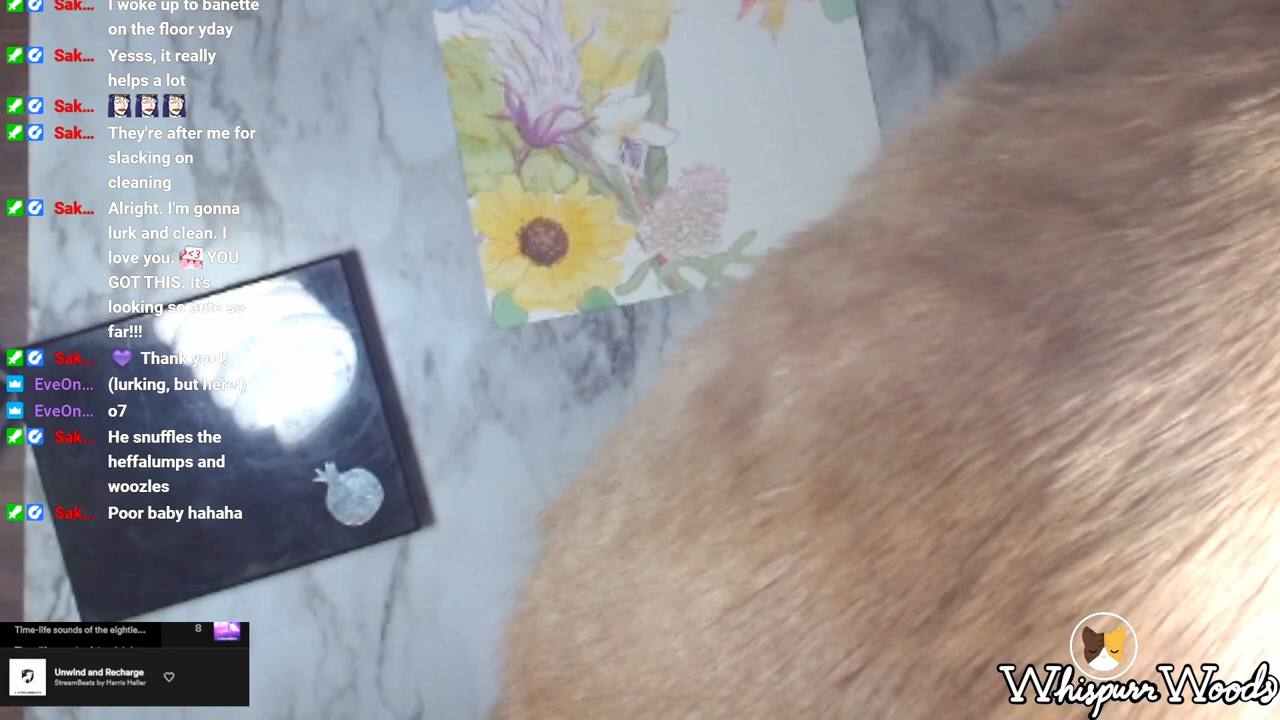 Sak... I woke up to banette
on the floor yday
Sak... Yesss, it really
helps a lot
Sak...
Sak... They're after me for
slacking on
cleaning
Sak... Alright. I'm gonna
lurk and clean. I
love you. YOU
GOT THIS. It's
looking so cute so
far!!!
Sak... Thank you!!
EveOn... (lurking, but here!)
EveOn... o7
Sak... He snuffles the
heffalumps and
woozles
Sak... Poor baby hahaha
Time-life sounds of the eightie... 8
Unwind and Recharge
StreamBeats by Harris Heller
Whispurr Woods